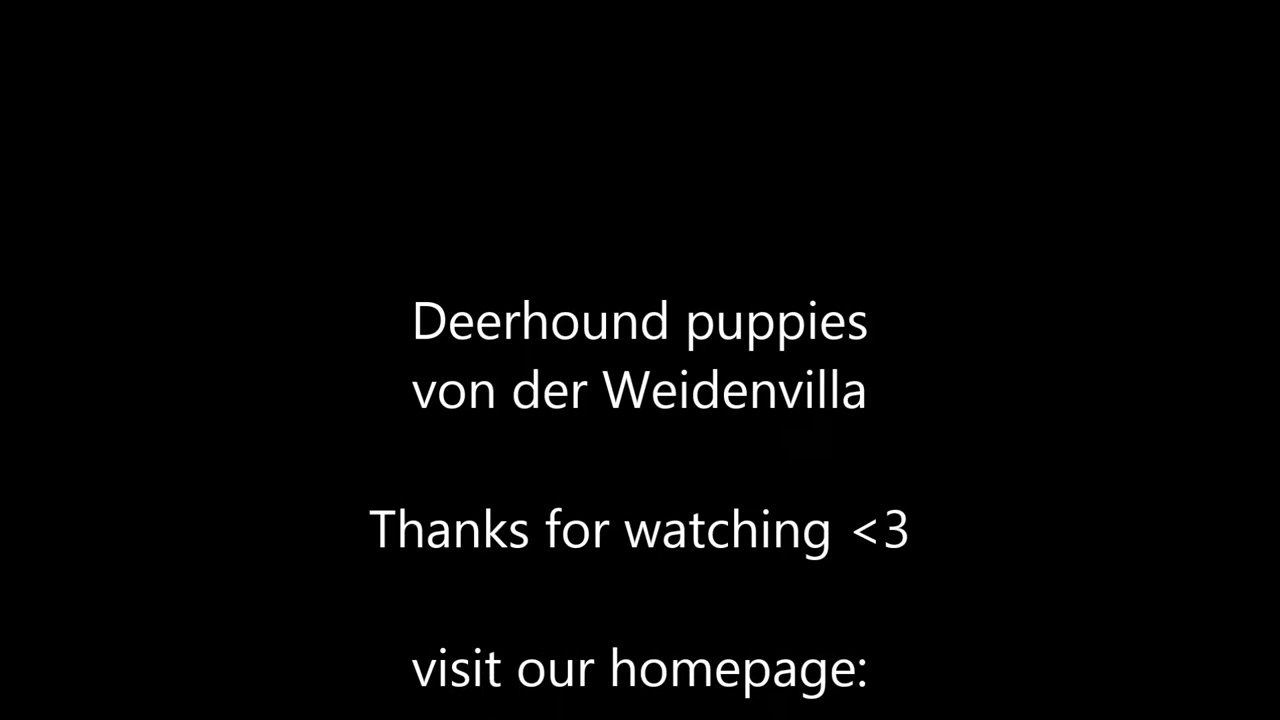 Deerhound puppies
von der Weidenvilla
Thanks for watching <3
visit our homepage: